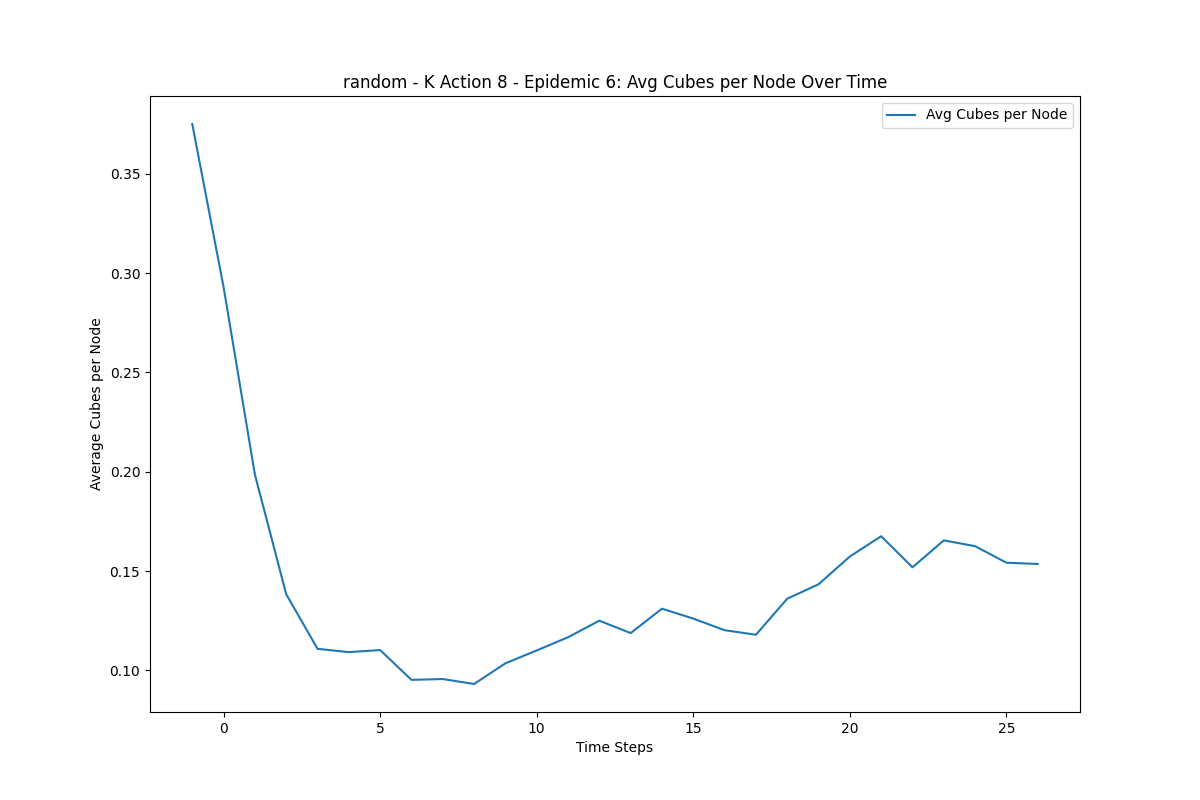 random - K Action 8 - Epidemic 6: Avg Cubes per Node Over Time
Avg Cubes per Node
Average Cubes per Node
0.35
0.30
0.25
0.20
0.15
0.10
0 5 10 15 20 25
Time Steps